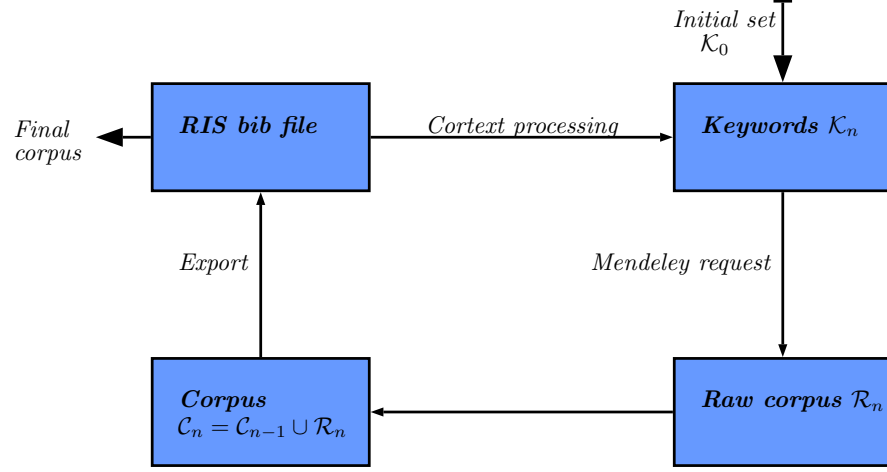 Initial set
𝒦₀
RIS bib file
Cortext processing
Keywords 𝒦ₙ
Final
corpus
Export
Mendeley request
Corpus
𝒞ₙ = 𝒞ₙ₋₁ ∪ ℛₙ
Raw corpus ℛₙ